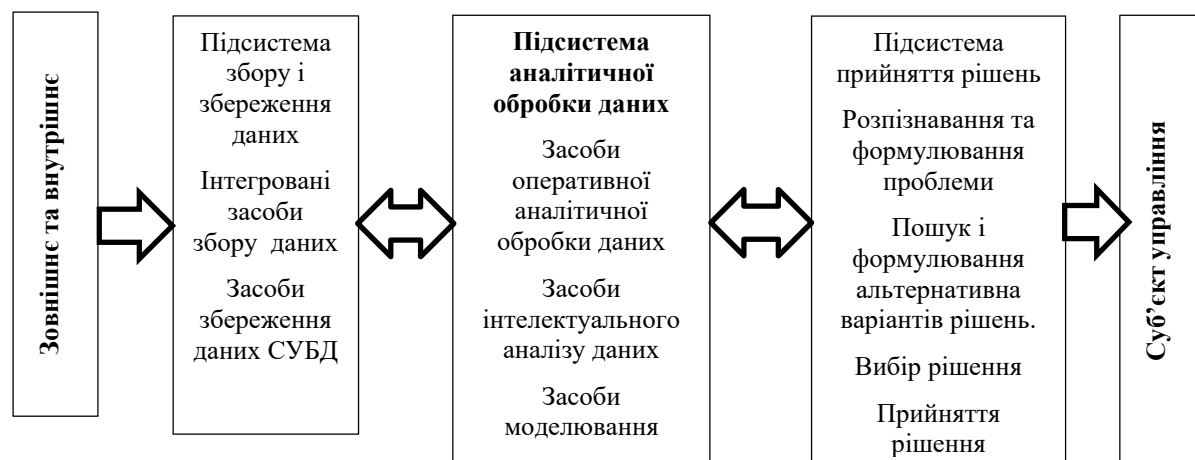 Зовнішнє та внутрішнє
Підсистема
збору і
збереження
даних
Інтегровані
засоби
збору даних
Засоби
збереження
даних СУБД
Підсистема
аналітичної
обробки даних
Засоби
оперативної
аналітичної
обробки даних
Засоби
інтелектуального
аналізу даних
Засоби
моделювання
Підсистема
прийняття рішень
Розпізнавання та
формулювання
проблеми
Пошук і
формулювання
альтернативна
варіантів рішень.
Вибір рішення
Прийняття
рішення
Суб’єкт управління